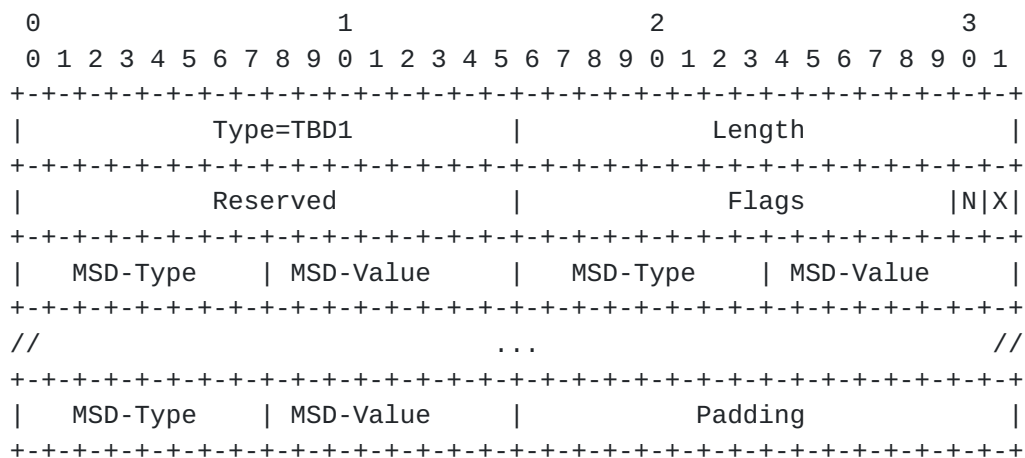 0                   1                   2                   3
 0 1 2 3 4 5 6 7 8 9 0 1 2 3 4 5 6 7 8 9 0 1 2 3 4 5 6 7 8 9 0 1
+-+-+-+-+-+-+-+-+-+-+-+-+-+-+-+-+-+-+-+-+-+-+-+-+-+-+-+-+-+-+-+-+
|            Type=TBD1           |            Length             |
+-+-+-+-+-+-+-+-+-+-+-+-+-+-+-+-+-+-+-+-+-+-+-+-+-+-+-+-+-+-+-+-+
|            Reserved           |             Flags         |N|X|
+-+-+-+-+-+-+-+-+-+-+-+-+-+-+-+-+-+-+-+-+-+-+-+-+-+-+-+-+-+-+-+-+
|   MSD-Type    | MSD-Value     |   MSD-Type    | MSD-Value     |
+-+-+-+-+-+-+-+-+-+-+-+-+-+-+-+-+-+-+-+-+-+-+-+-+-+-+-+-+-+-+-+-+
//                             ...                             //
+-+-+-+-+-+-+-+-+-+-+-+-+-+-+-+-+-+-+-+-+-+-+-+-+-+-+-+-+-+-+-+-+
|   MSD-Type    | MSD-Value     |           Padding             |
+-+-+-+-+-+-+-+-+-+-+-+-+-+-+-+-+-+-+-+-+-+-+-+-+-+-+-+-+-+-+-+-+